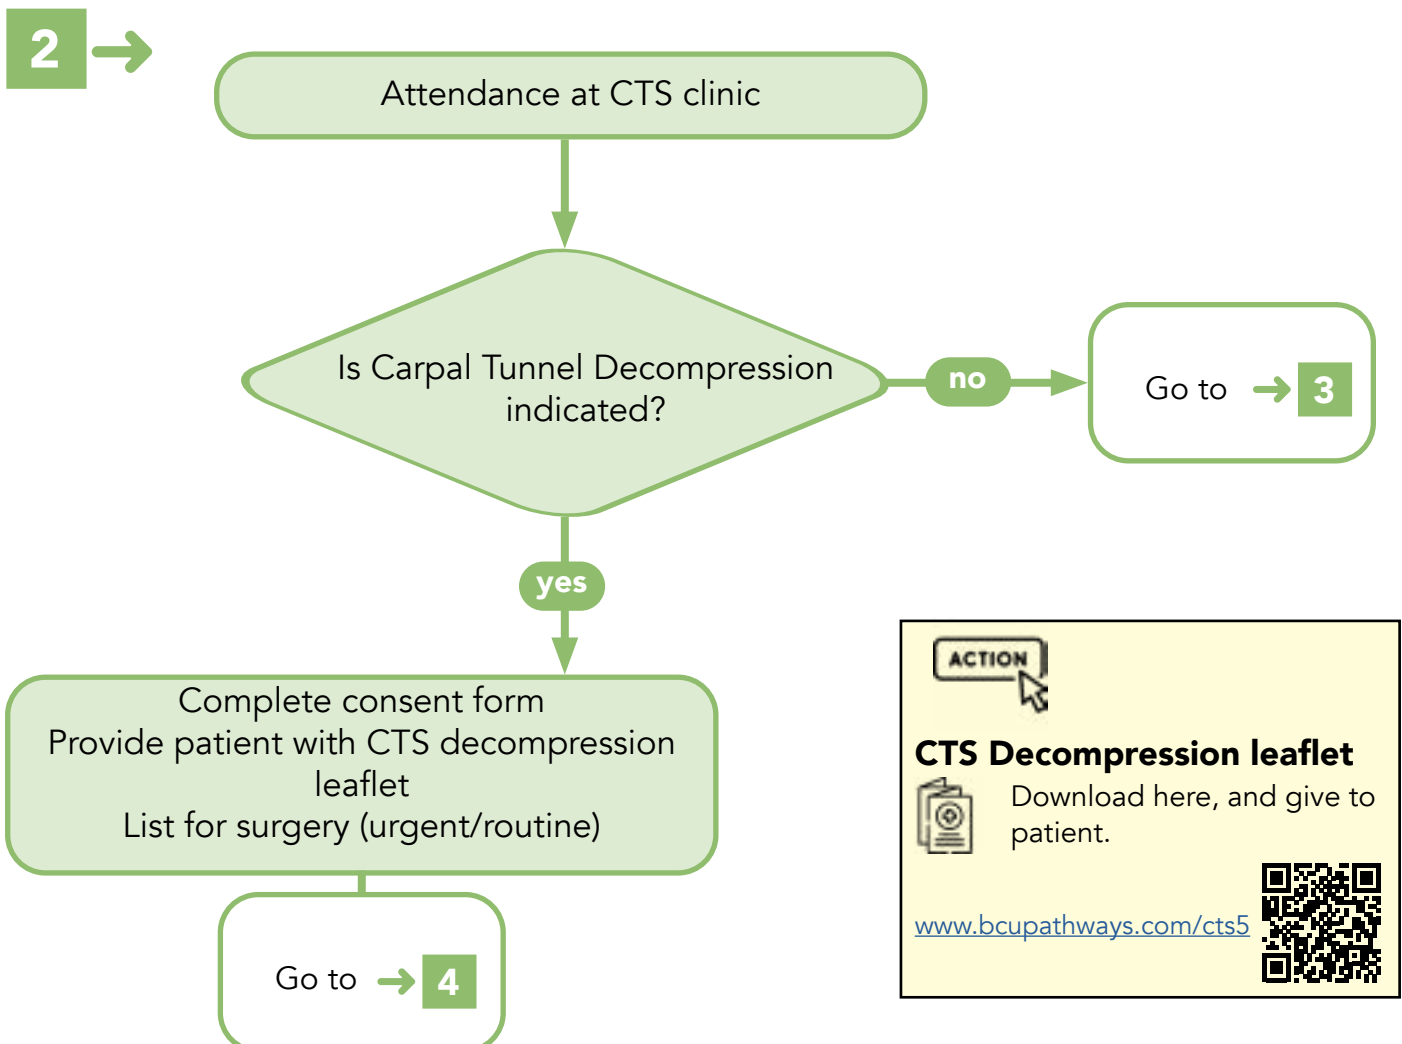 2
Attendance at CTS clinic
Is Carpal Tunnel Decompression
indicated?
no
Go to
3
yes
Complete consent form
Provide patient with CTS decompression
leaflet
List for surgery (urgent/routine)
Go to
4
ACTION
CTS Decompression leaflet
Download here, and give to
patient.
www.bcupathways.com/cts5